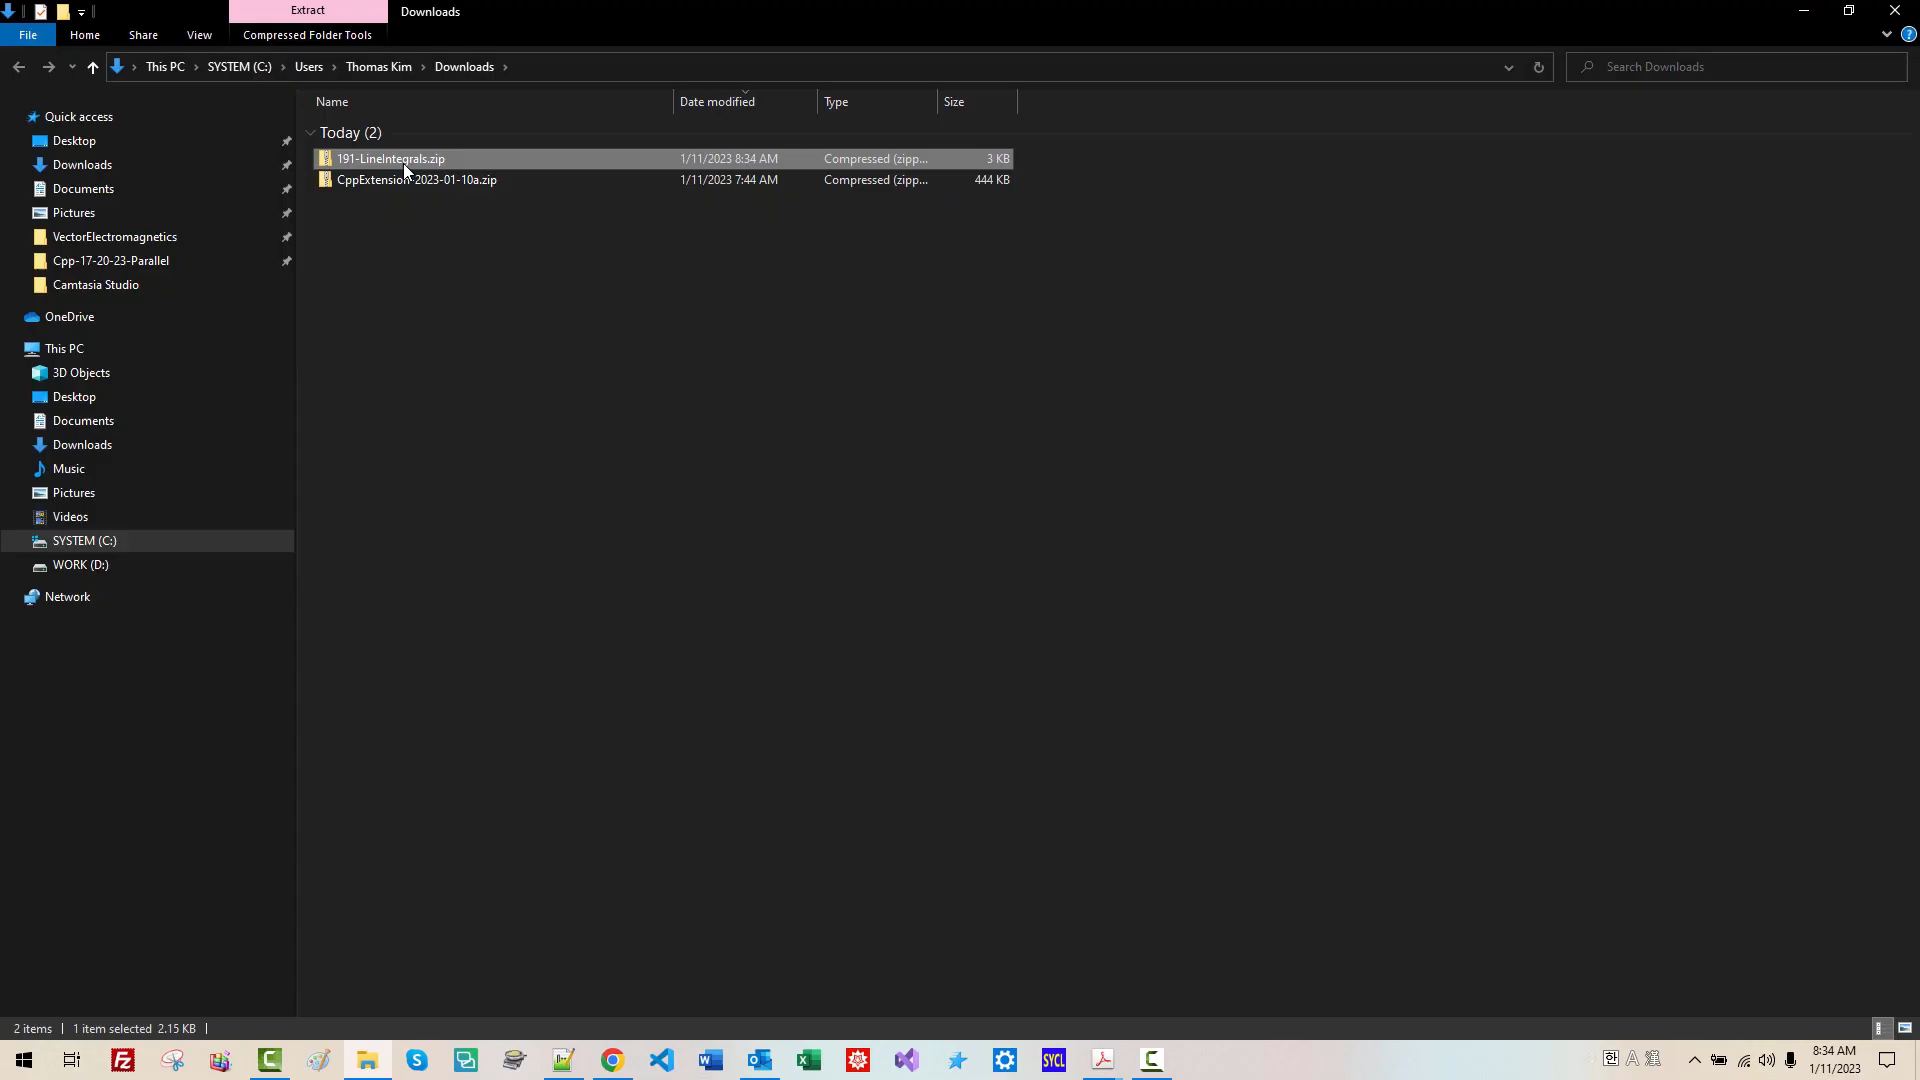 Extract
Downloads
File
Home
Share
View
Compressed Folder Tools
This PC
SYSTEM (C:)
Users
Thomas Kim
Downloads
Search Downloads
Name
Date modified
Type
Size
Today (2)
191-LineIntegrals.zip
1/11/2023 8:34 AM
Compressed (zipp...
3 KB
CppExtension-2023-01-10a.zip
1/11/2023 7:44 AM
Compressed (zipp...
444 KB
Quick access
Desktop
Downloads
Documents
Pictures
VectorElectromagnetics
Cpp-17-20-23-Parallel
Camtasia Studio
OneDrive
This PC
3D Objects
Desktop
Documents
Downloads
Music
Pictures
Videos
SYSTEM (C:)
WORK (D:)
Network
2 items
1 item selected 2.15 KB
SYCL
한 A 漢
8:34 AM
1/11/2023